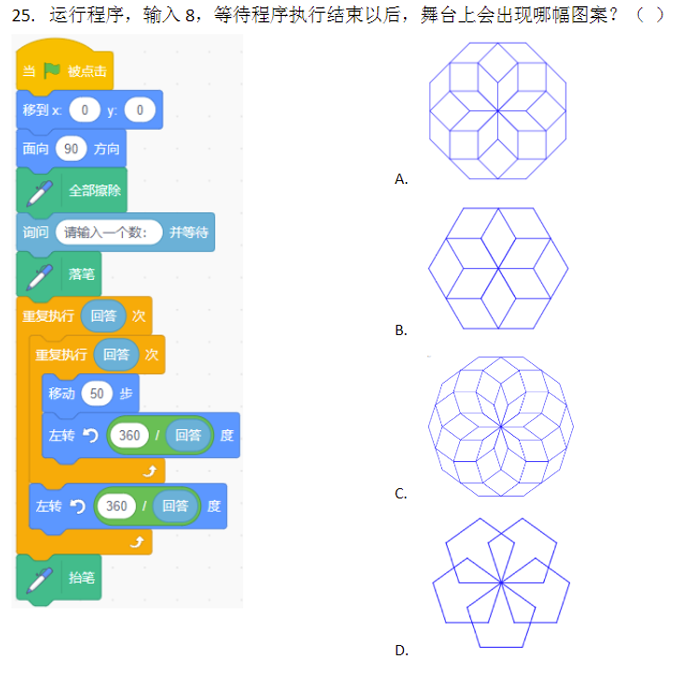 25. 运行程序，输入 8，等待程序执行结束以后，舞台上会出现哪幅图案？（ ）
当 被点击
移到 x: 0 y: 0
面向 90 方向
全部擦除
询问 请输入一个数： 并等待
落笔
重复执行 回答 次
重复执行 回答 次
移动 50 步
左转 360 / 回答 度
左转 360 / 回答 度
抬笔
A.
B.
C.
D.